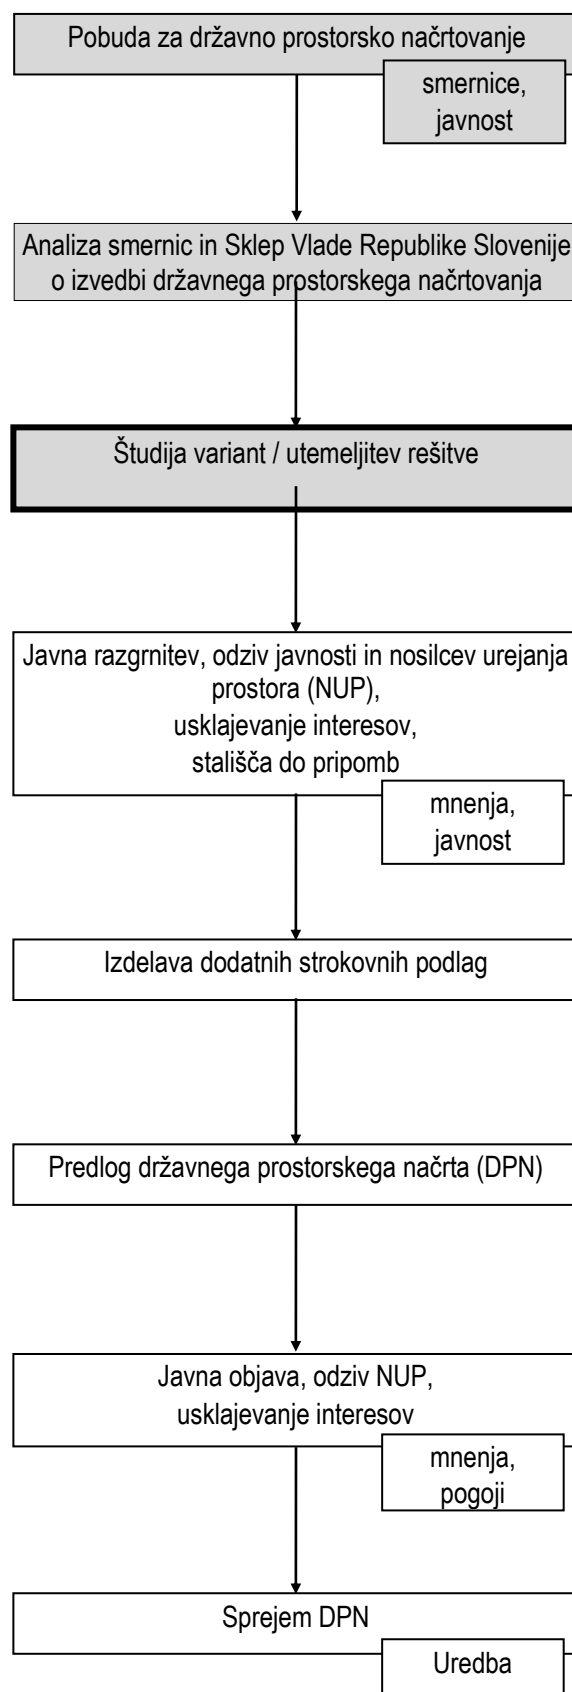 Pobuda za državno prostorsko načrtovanje
smernice,
javnost
Analiza smernic in Sklep Vlade Republike Slovenije
o izvedbi državnega prostorskega načrtovanja
Študija variant / utemeljitev rešitve
Javna razgrnitev, odziv javnosti in nosilcev urejanja
prostora (NUP),
usklajevanje interesov,
stališča do pripomb
mnenja,
javnost
Izdelava dodatnih strokovnih podlag
Predlog državnega prostorskega načrta (DPN)
Javna objava, odziv NUP,
usklajevanje interesov
mnenja,
pogoji
Sprejem DPN
Uredba